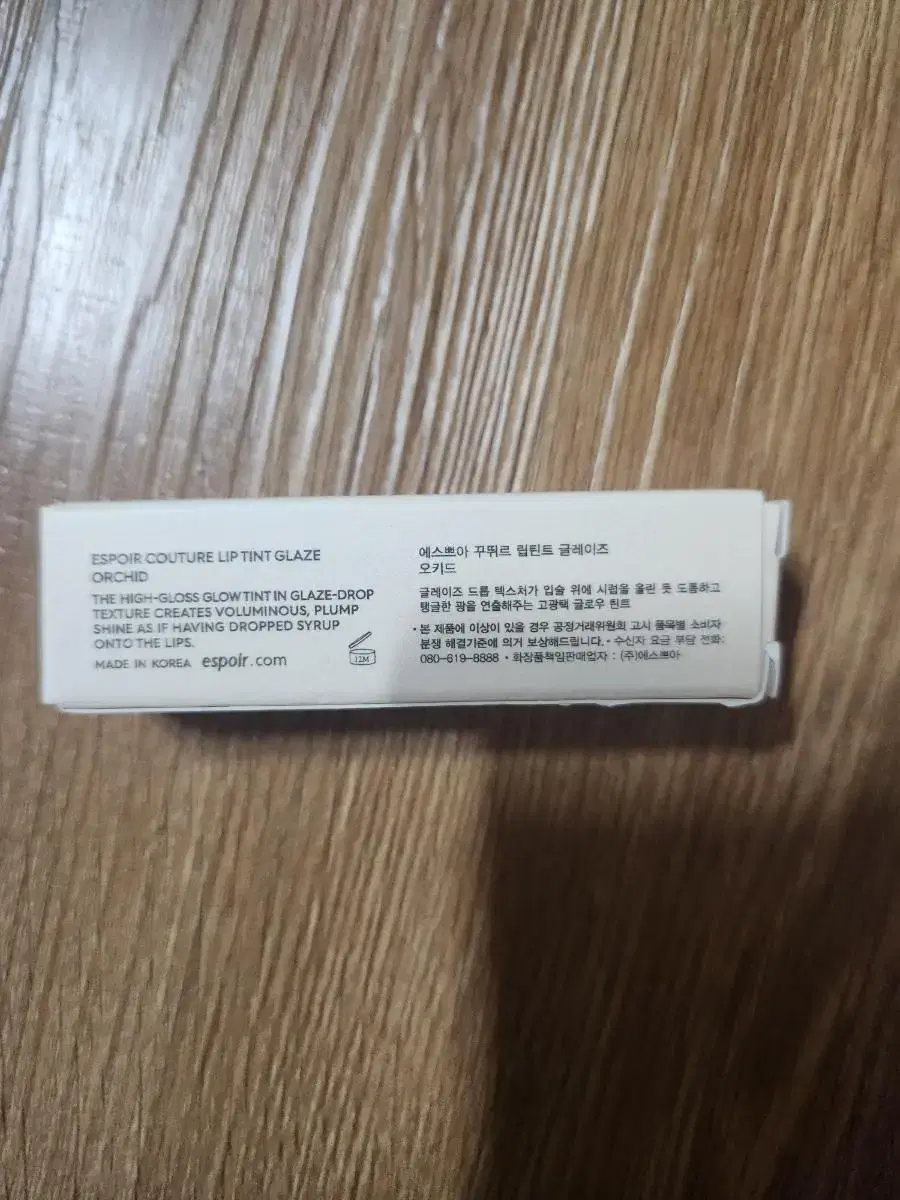 ESPOIR COUTURE LIP TINT GLAZE
ORCHID
THE HIGH-GLOSS GLOW TINT IN GLAZE-DROP
TEXTURE CREATES VOLUMINOUS, PLUMP
SHINE AS IF HAVING DROPPED SYRUP
ONTO THE LIPS.
MADE IN KOREA espoir.com
12M
에스쁘아 꾸뛰르 립틴트 글레이즈
오키드
글레이즈 드롭 텍스처가 입술 위에 시럽을 올린 듯 도톰하고
탱글한 광을 연출해주는 고광택 글로우 틴트
• 본 제품에 이상이 있을 경우 공정거래위원회 고시 품목별 소비자
분쟁 해결기준에 의거 보상해드립니다. • 수신자 요금 부담 전화:
080-619-8888 • 화장품책임판매업자 : (주)에스쁘아